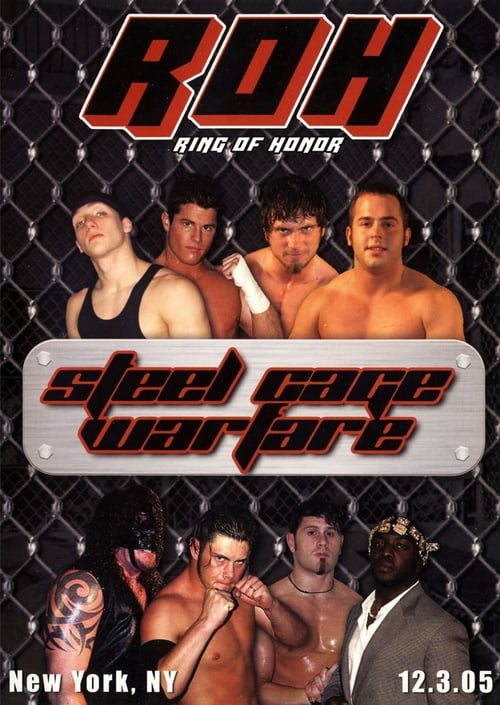 ROH
RING OF HONOR
steel cage
warfare
New York, NY
12.3.05